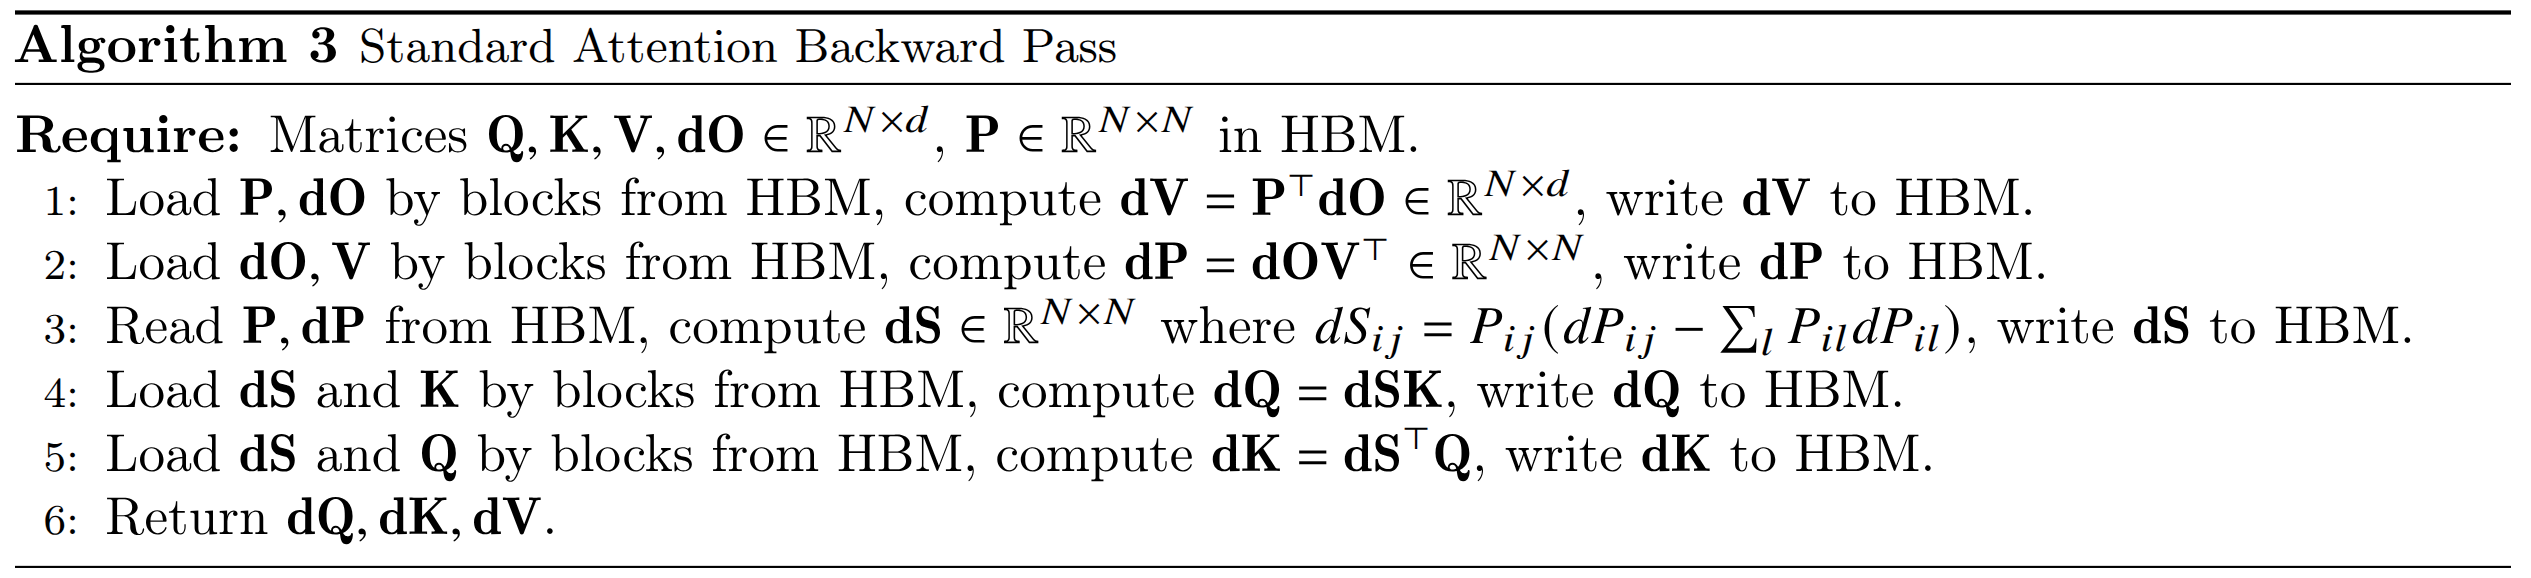 Algorithm 3 Standard Attention Backward Pass
Require: Matrices Q, K, V, dO ∈ ℝ^{N×d}, P ∈ ℝ^{N×N} in HBM.
1: Load P, dO by blocks from HBM, compute dV = P^⊤dO ∈ ℝ^{N×d}, write dV to HBM.
2: Load dO, V by blocks from HBM, compute dP = dOV^⊤ ∈ ℝ^{N×N}, write dP to HBM.
3: Read P, dP from HBM, compute dS ∈ ℝ^{N×N} where dS_{ij} = P_{ij}(dP_{ij} − ∑_l P_{il}dP_{il}), write dS to HBM.
4: Load dS and K by blocks from HBM, compute dQ = dSK, write dQ to HBM.
5: Load dS and Q by blocks from HBM, compute dK = dS^⊤Q, write dK to HBM.
6: Return dQ, dK, dV.